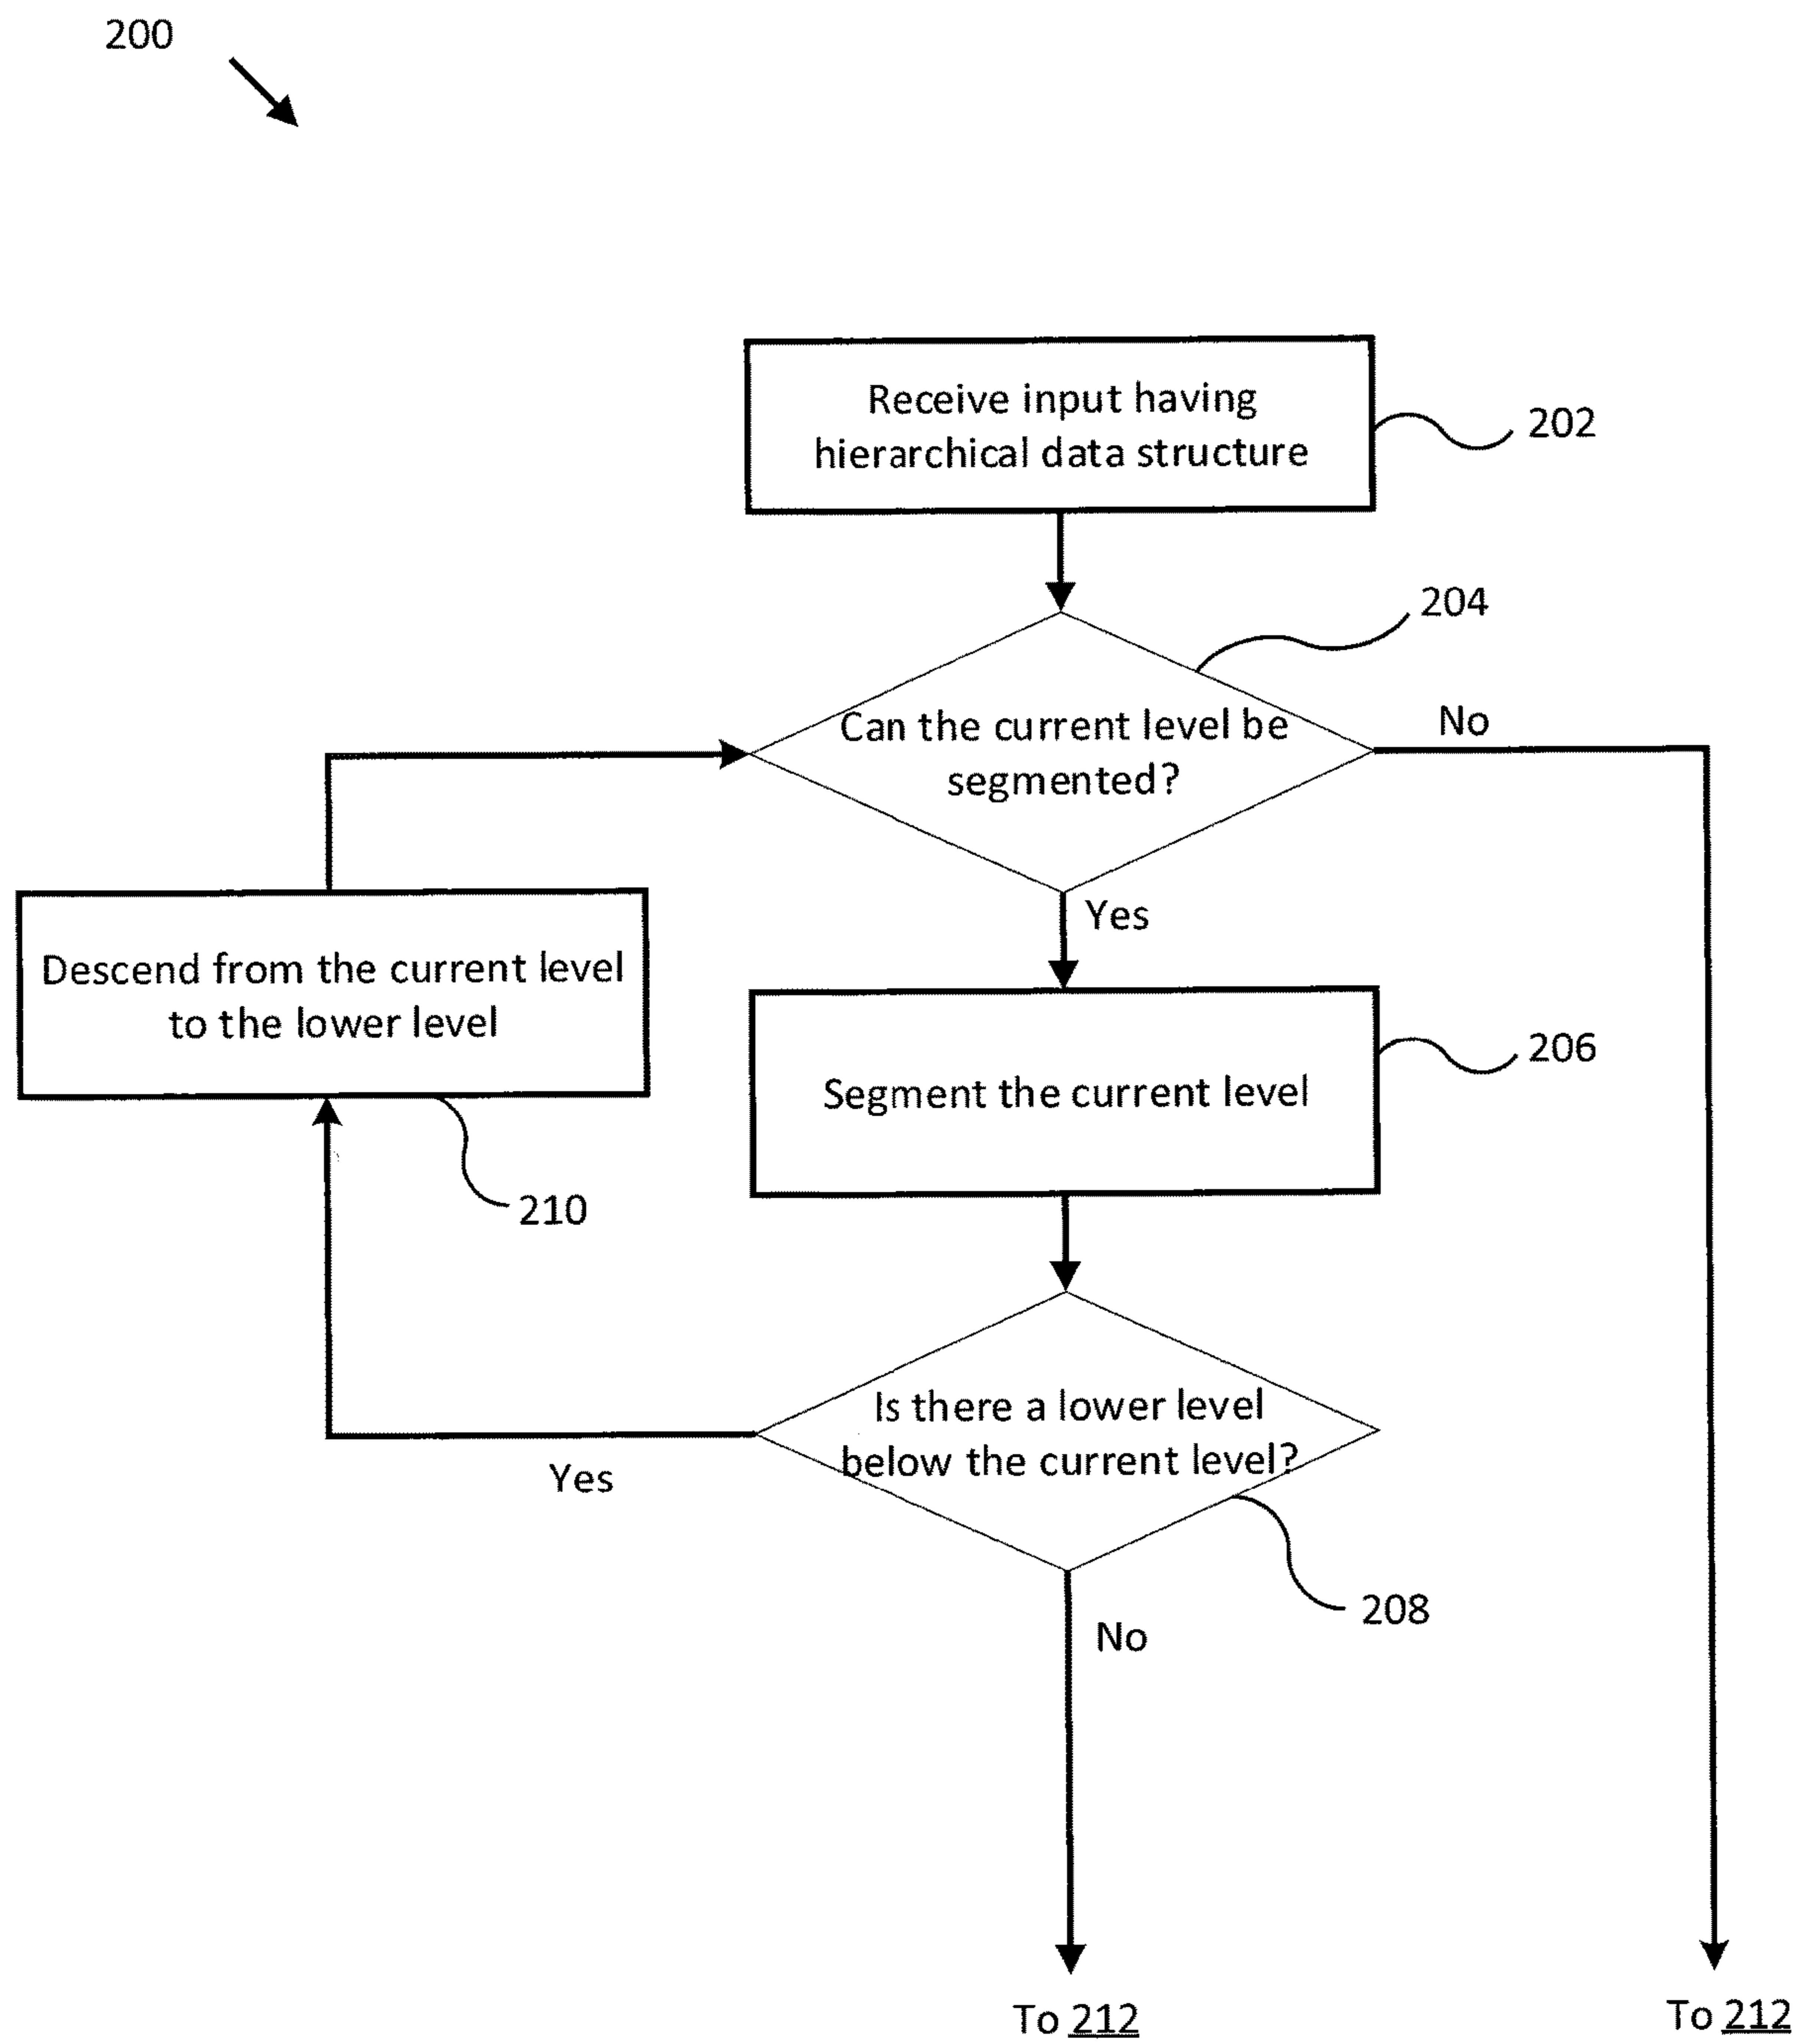 200
Receive input having
hierarchical data structure
202
204
Can the current level be
segmented?
No
Yes
Descend from the current level
to the lower level
206
Segment the current level
210
Is there a lower level
below the current level?
Yes
208
No
To 212
To 212